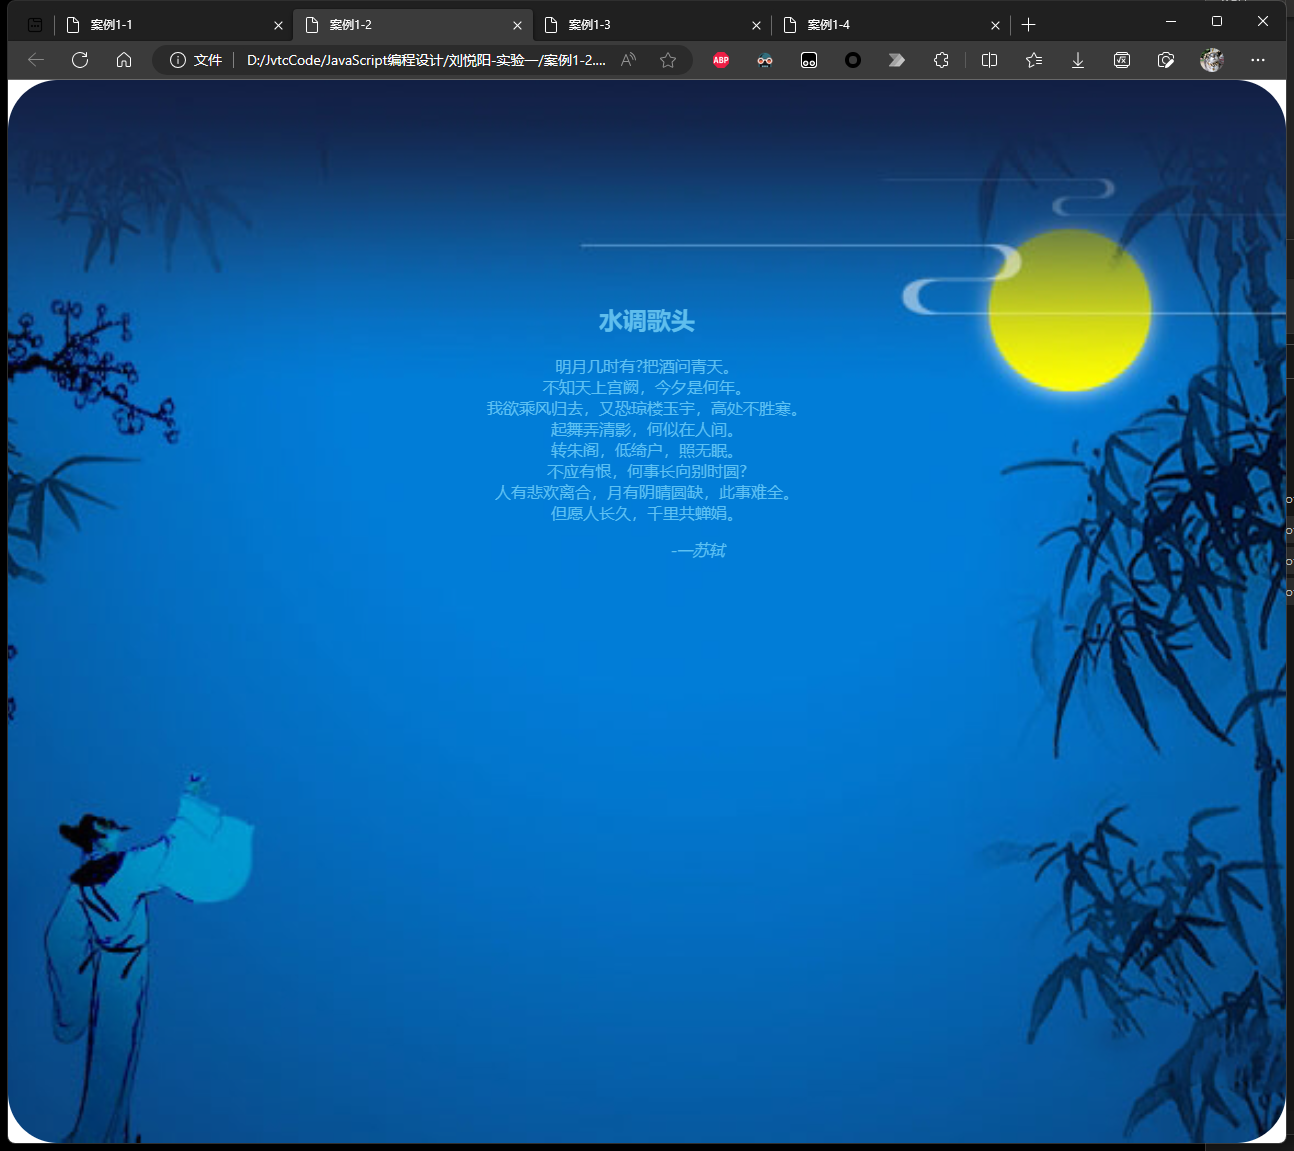 案例1-1
案例1-2
案例1-3
案例1-4
文件
D:/JvtcCode/JavaScript编程设计/刘悦阳-实验一/案例1-2....
ABP
水调歌头
明月几时有?把酒问青天。
不知天上宫阙，今夕是何年。
我欲乘风归去，又恐琼楼玉宇，高处不胜寒。
起舞弄清影，何似在人间。
转朱阁，低绮户，照无眠。
不应有恨，何事长向别时圆?
人有悲欢离合，月有阴晴圆缺，此事难全。
但愿人长久，千里共蝉娟。
-—苏轼